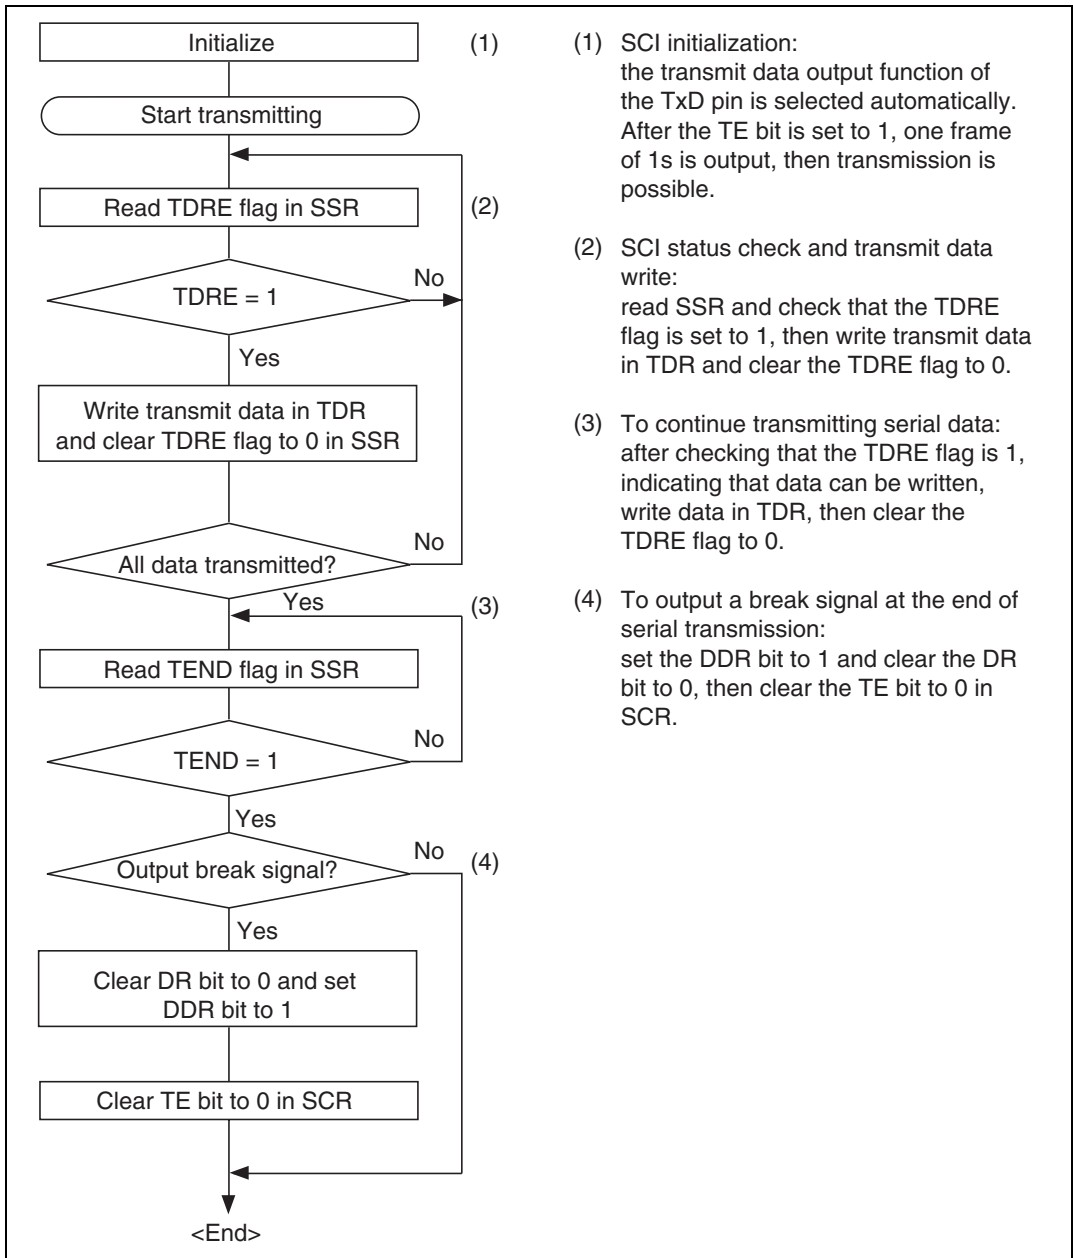 Initialize
(1)
Start transmitting
Read TDRE flag in SSR
(2)
TDRE = 1
No
Yes
Write transmit data in TDR
and clear TDRE flag to 0 in SSR
All data transmitted?
No
Yes
(3)
Read TEND flag in SSR
TEND = 1
No
Yes
Output break signal?
No
(4)
Yes
Clear DR bit to 0 and set
DDR bit to 1
Clear TE bit to 0 in SCR
<End>
(1) SCI initialization:
the transmit data output function of
the TxD pin is selected automatically.
After the TE bit is set to 1, one frame
of 1s is output, then transmission is
possible.
(2) SCI status check and transmit data
write:
read SSR and check that the TDRE
flag is set to 1, then write transmit data
in TDR and clear the TDRE flag to 0.
(3) To continue transmitting serial data:
after checking that the TDRE flag is 1,
indicating that data can be written,
write data in TDR, then clear the
TDRE flag to 0.
(4) To output a break signal at the end of
serial transmission:
set the DDR bit to 1 and clear the DR
bit to 0, then clear the TE bit to 0 in
SCR.